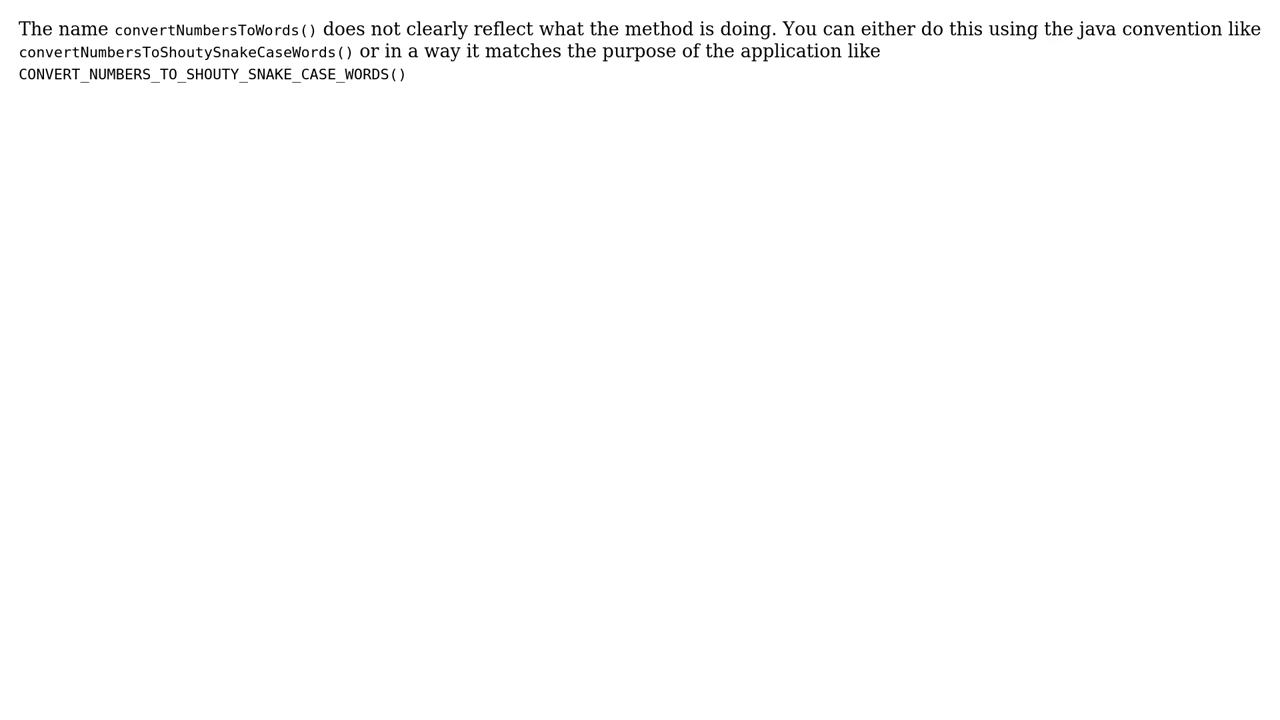 The name convertNumbersToWords() does not clearly reflect what the method is doing. You can either do this using the java convention like
convertNumbersToShoutySnakeCaseWords() or in a way it matches the purpose of the application like
CONVERT_NUMBERS_TO_SHOUTY_SNAKE_CASE_WORDS()